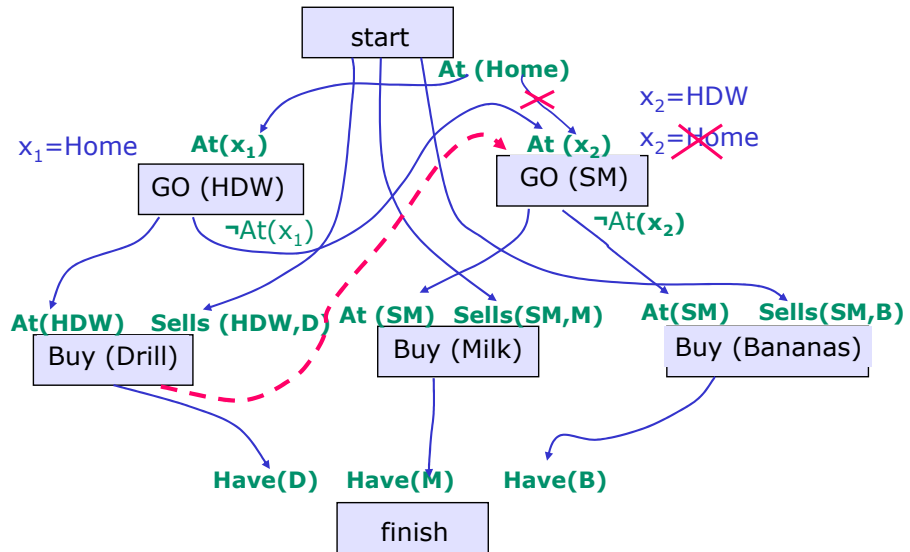 start
At (Home)
x₂=HDW
x₂=Home
x₁=Home
At(x₁)
At (x₂)
GO (HDW)
GO (SM)
¬At(x₁)
¬At(x₂)
At(HDW)
Sells (HDW,D)
At (SM)
Sells(SM,M)
At(SM)
Sells(SM,B)
Buy (Drill)
Buy (Milk)
Buy (Bananas)
Have(D)
Have(M)
Have(B)
finish